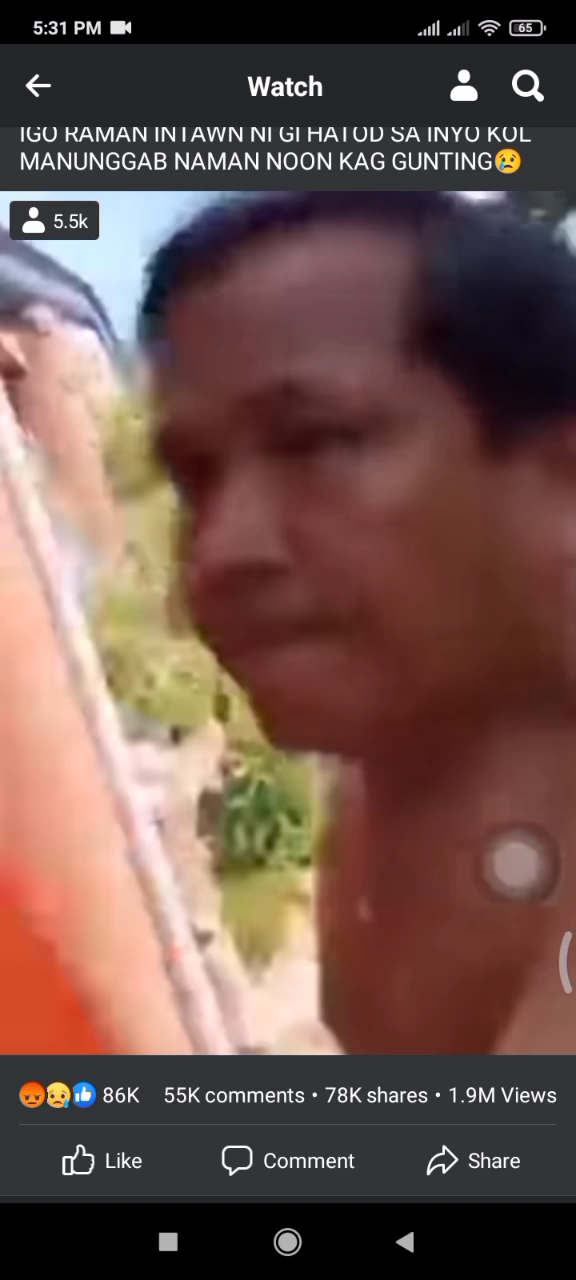 5:31 PM
65
Watch
IGO RAMAN INTAWN NI GI HATOD SA INYO KOL
MANUNGGAB NAMAN NOON KAG GUNTING😢
5.5k
86K 55K comments • 78K shares • 1.9M Views
Like Comment Share